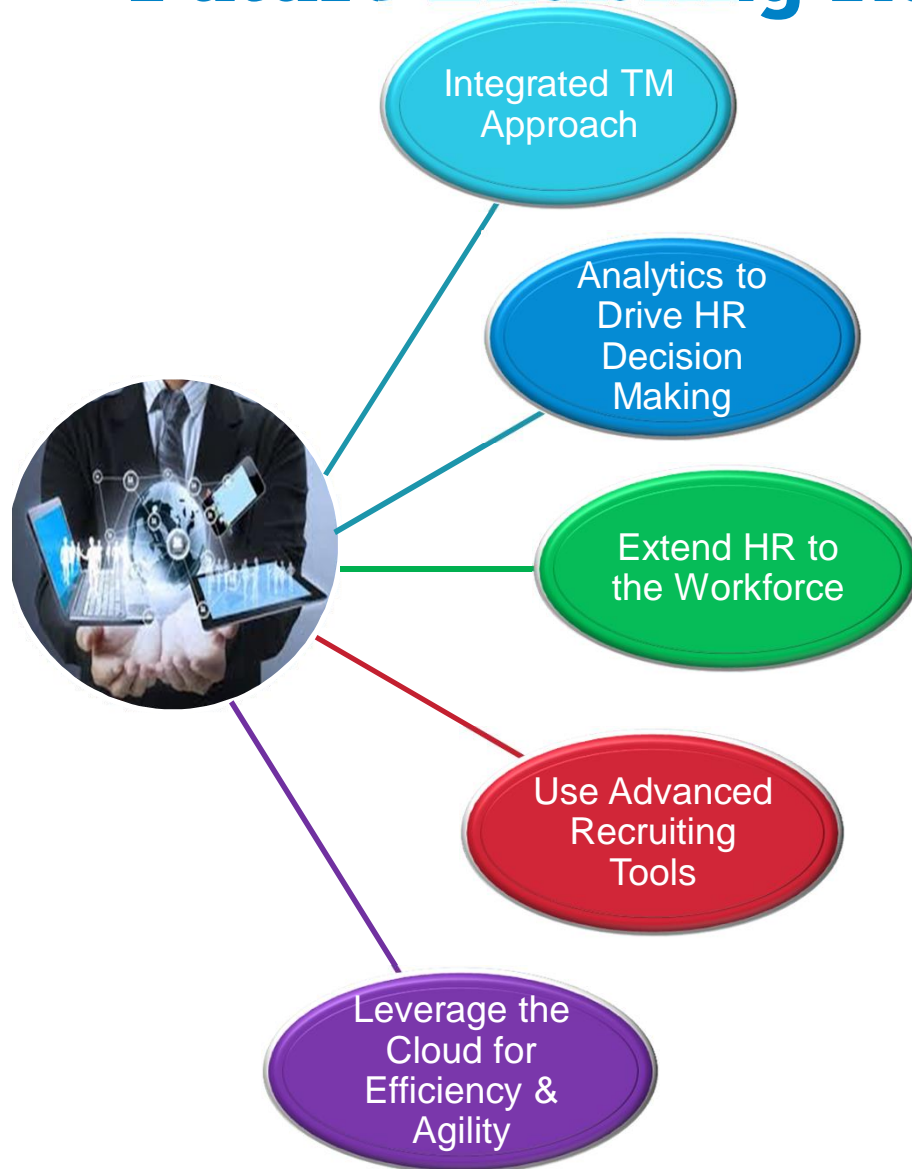 Integrated TM
Approach
Analytics to
Drive HR
Decision
Making
Extend HR to
the Workforce
Use Advanced
Recruiting
Tools
Leverage the
Cloud for
Efficiency &
Agility